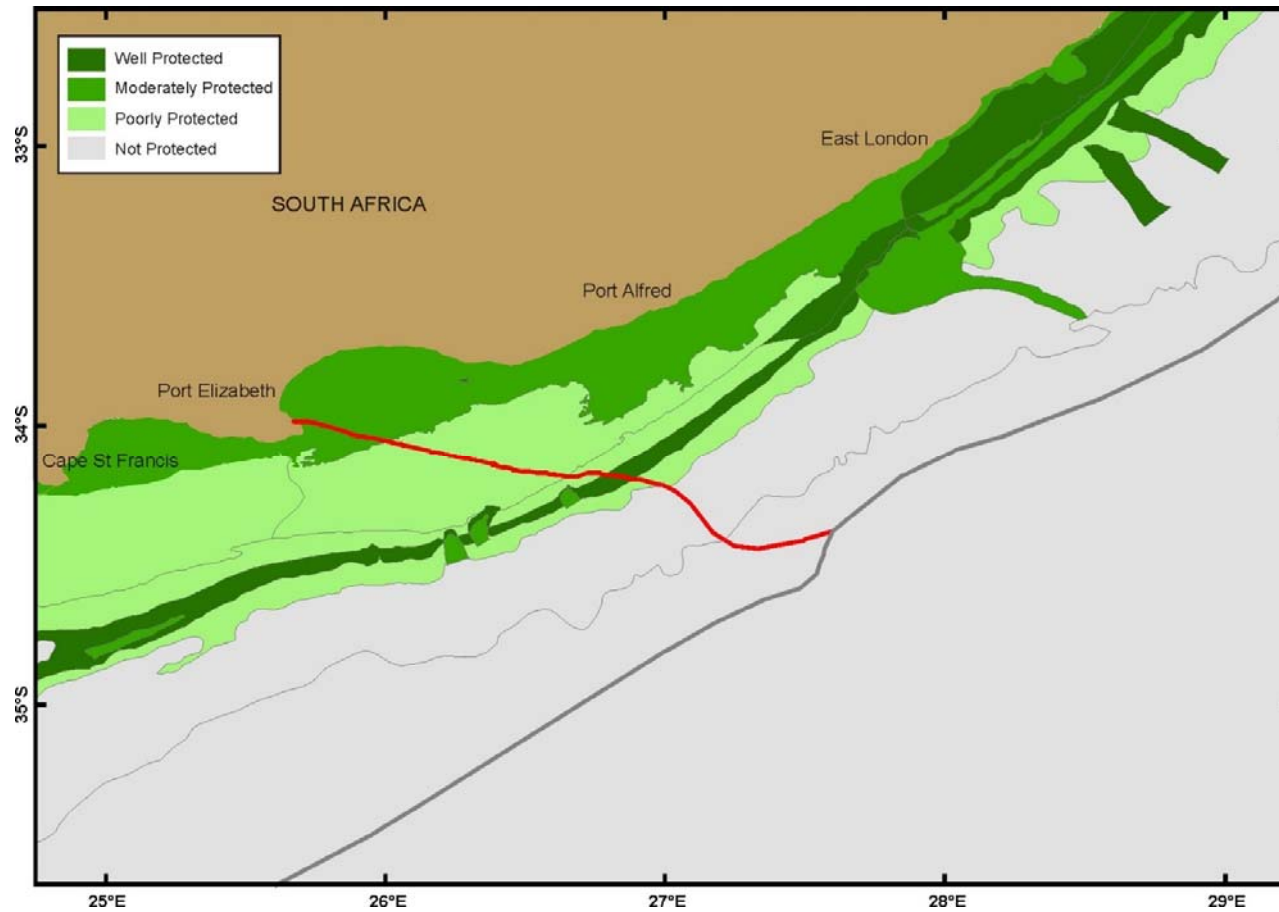 Well Protected
Moderately Protected
Poorly Protected
Not Protected
33°S
East London
SOUTH AFRICA
Port Alfred
Port Elizabeth
34°S
Cape St Francis
35°S
25°E
26°E
27°E
28°E
29°E